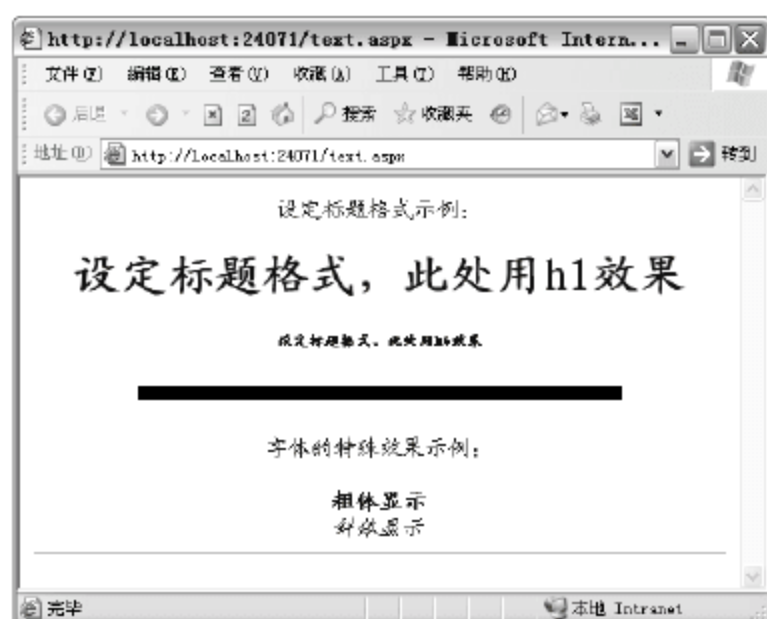 http://localhost:24071/text.aspx - Microsoft Intern...
文件(F) 编辑(E) 查看(V) 收藏(A) 工具(T) 帮助(H)
后退 搜索 收藏夹
地址(D) http://localhost:24071/text.aspx 转到
设定标题格式示例：
设定标题格式，此处用h1效果
设定标题格式，此处用h6效果
字体的特殊效果示例：
粗体显示
斜体显示
完毕 本地 Intranet